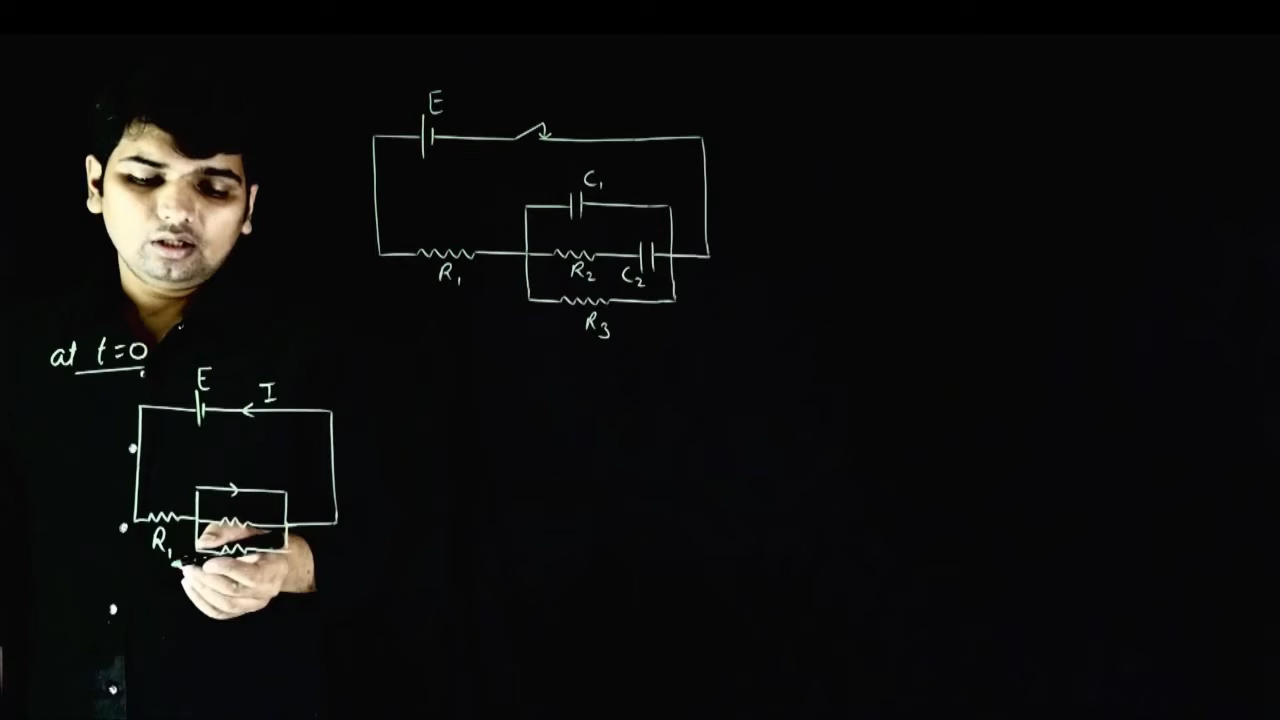 E
C₁
R₁
R₂
C₂
R₃
at t=0
E
I
R₁